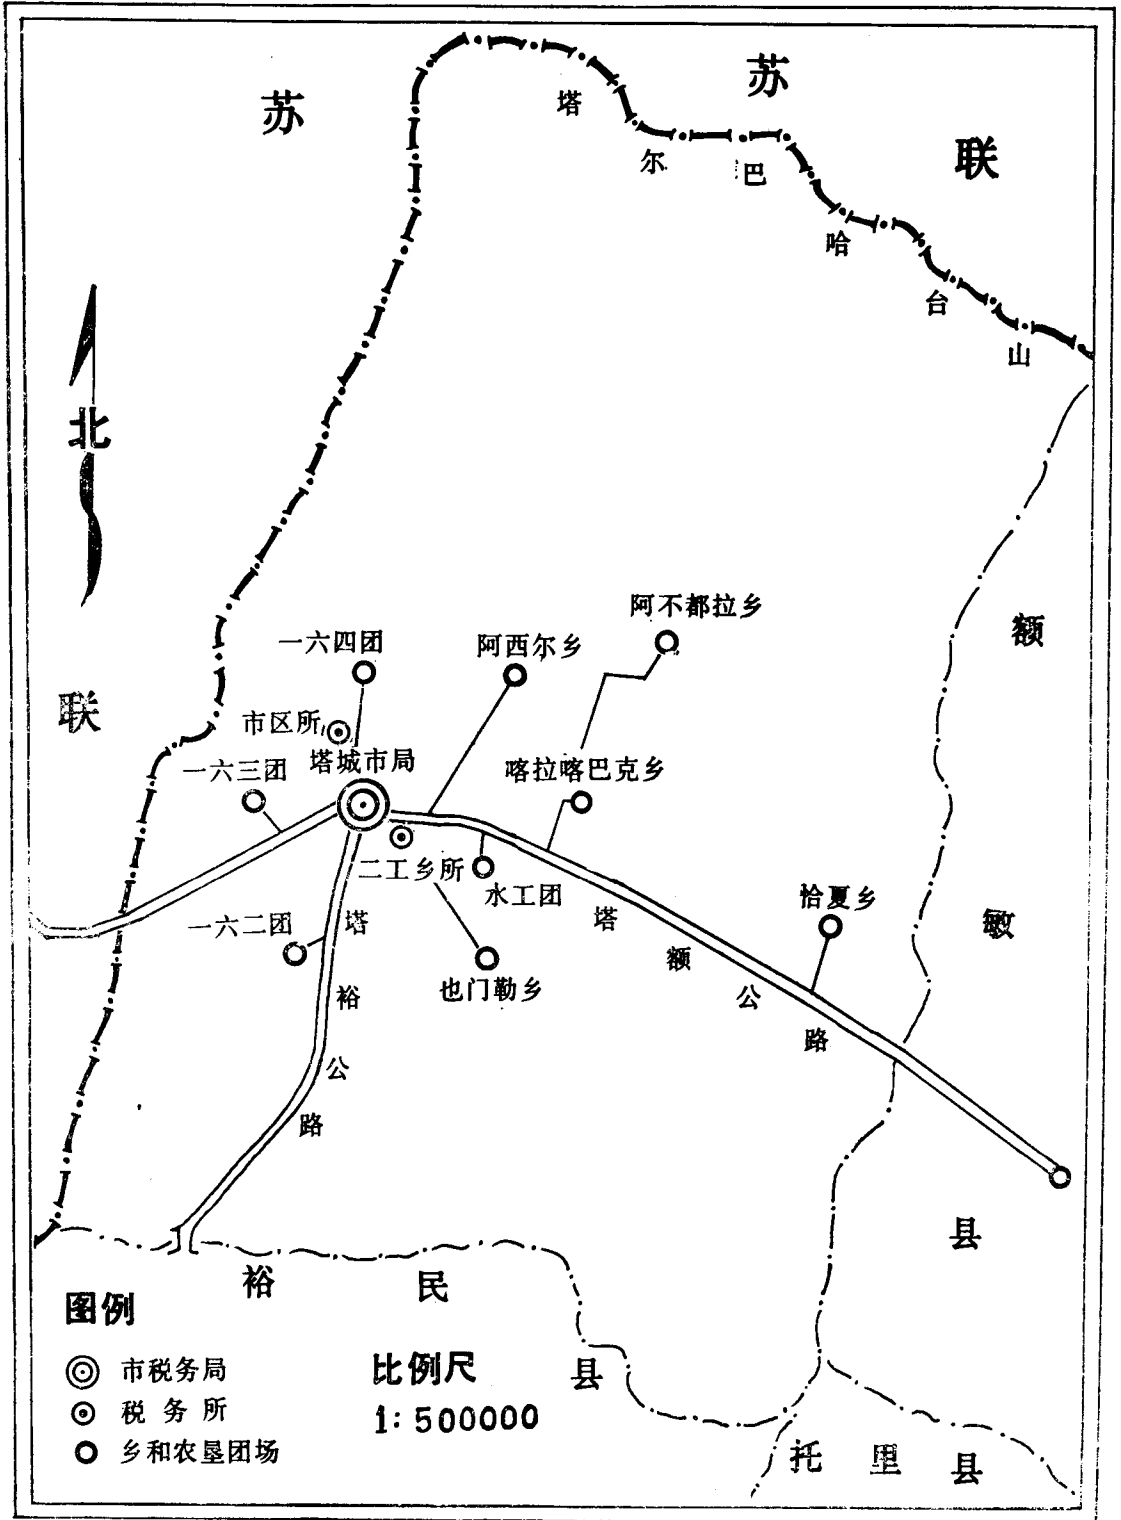 苏 苏
联
塔尔巴哈台山
北
联
额敏县
阿不都拉乡
一六四团
阿西尔乡
市区所
塔城市局
一六三团
喀拉喀巴克乡
二工乡所
水工团
恰夏乡
一六二团
也门勒乡
塔额公路
塔裕公路
裕民县
托里县
图例
市税务局
税务所
乡和农垦团场
比例尺
1:500000